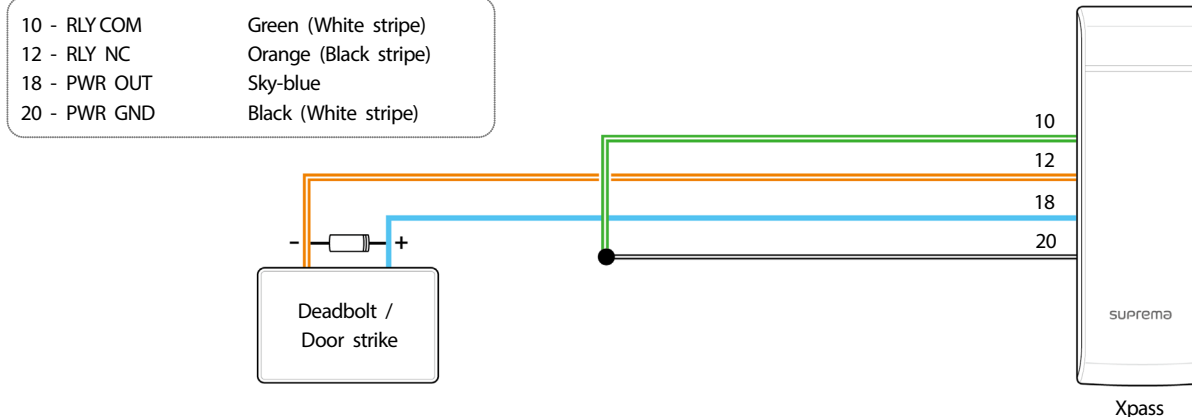 10 - RLY COM Green (White stripe)
12 - RLY NC Orange (Black stripe)
18 - PWR OUT Sky-blue
20 - PWR GND Black (White stripe)
10
12
18
20
- +
Deadbolt /
Door strike
suprema
Xpass